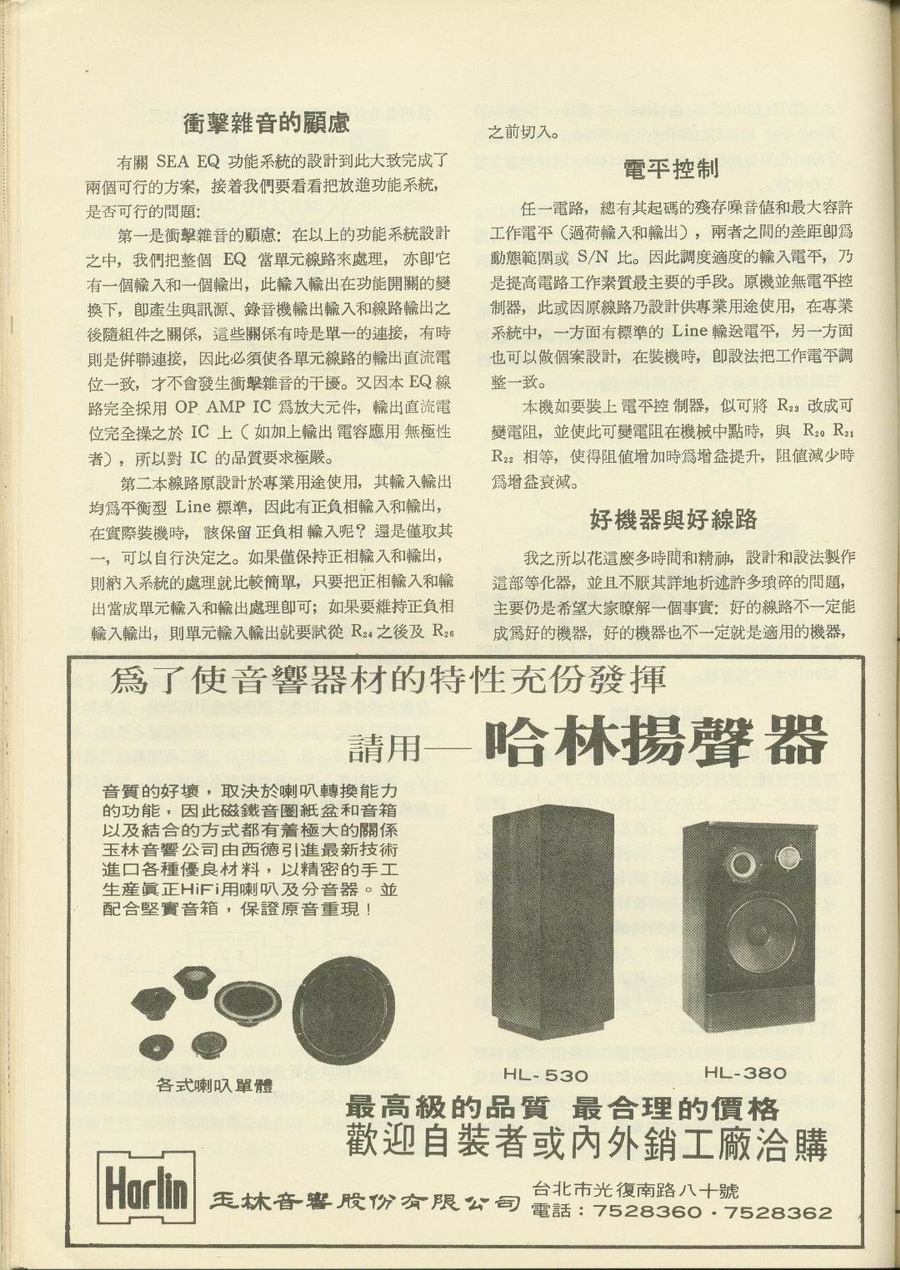 衝擊雜音的顧慮
有關 SEA EQ 功能系統的設計到此大致完成了
兩個可行的方案，接着我們要看看把放進功能系統，
是否可行的問題:
第一是衝擊雜音的顧慮: 在以上的功能系統設計
之中，我們把整個 EQ 當單元線路來處理，亦卽它
有一個輸入和一個輸出，此輸入輸出在功能開關的變
換下，卽產生與訊源、錄音機輸出輸入和線路輸出之
後隨組件之關係，這些關係有時是單一的連接，有時
則是倂聯連接，因此必須使各單元線路的輸出直流電
位一致，才不會發生衝擊雜音的干擾。又因本 EQ 線
路完全採用 OP AMP IC 爲放大元件，輸出直流電
位完全操之於 IC 上（如加上輸出電容應用無極性
者），所以對 IC 的品質要求極嚴。
第二本線路原設計於專業用途使用，其輸入輸出
均爲平衡型 Line 標準，因此有正負相輸入和輸出，
在實際裝機時，該保留正負相輸入呢？還是僅取其
一，可以自行決定之。如果僅保持正相輸入和輸出，
則納入系統的處理就比較簡單，只要把正相輸入和輸
出當成單元輸入和輸出處理卽可；如果要維持正負相
輸入輸出，則單元輸入輸出就要試從 R₂₄ 之後及 R₂₆
之前切入。
電平控制
任一電路，總有其起碼的殘存噪音値和最大容許
工作電平（過荷輸入和輸出），兩者之間的差距卽爲
動態範圍或 S/N 比。因此調度適度的輸入電平，乃
是提高電路工作素質最主要的手段。原機並無電平控
制器，此或因原線路乃設計供專業用途使用，在專業
系統中，一方面有標準的 Line 輸送電平，另一方面
也可以做個案設計，在裝機時，卽設法把工作電平調
整一致。
本機如要裝上電平控制器，似可將 R₂₃ 改成可
變電阻，並使此可變電阻在機械中點時，與 R₂₀ R₂₁
R₂₂ 相等，使得阻値增加時爲增益提升，阻値減少時
爲增益衰減。
好機器與好線路
我之所以花這麼多時間和精神，設計和設法製作
這部等化器，並且不厭其詳地析述許多瑣碎的問題，
主要仍是希望大家瞭解一個事實: 好的線路不一定能
成爲好的機器，好的機器也不一定就是適用的機器，
爲了使音響器材的特性充份發揮
請用—哈林揚聲器
音質的好壞，取決於喇叭轉換能力
的功能，因此磁鐵音圈紙盆和音箱
以及結合的方式都有着極大的關係
玉林音響公司由西德引進最新技術
進口各種優良材料，以精密的手工
生產眞正HiFi用喇叭及分音器。並
配合堅實音箱，保證原音重現！
各式喇叭單體
HL-530
HL-380
最高級的品質 最合理的價格
歡迎自裝者或內外銷工廠洽購
Harlin
玉林音響股份有限公司
台北市光復南路八十號
電話：7528360・7528362